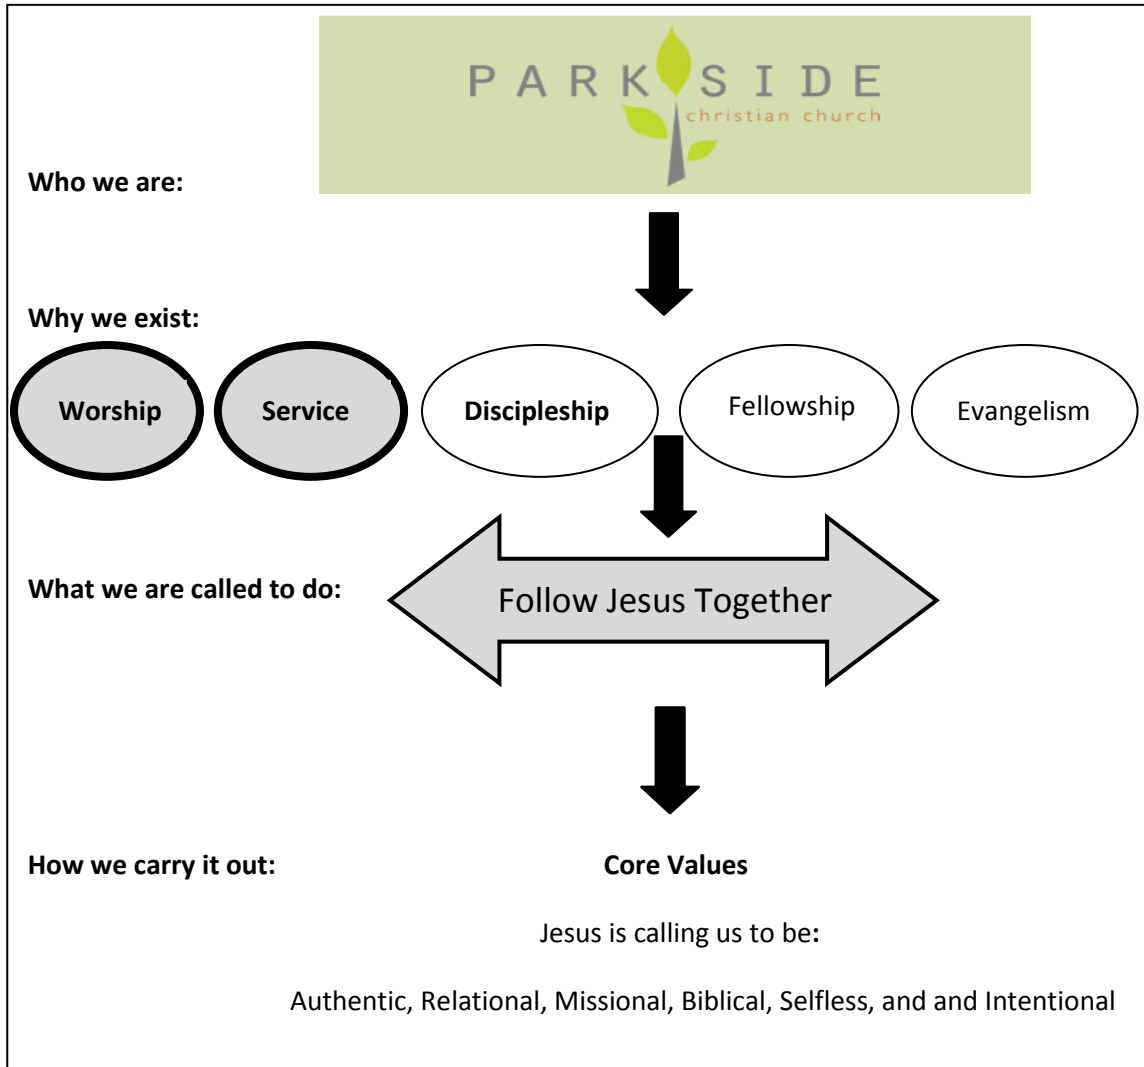 PARKSIDE
christian church
Who we are:
Why we exist:
Worship
Service
Discipleship
Fellowship
Evangelism
What we are called to do:
Follow Jesus Together
How we carry it out:
Core Values
Jesus is calling us to be:
Authentic, Relational, Missional, Biblical, Selfless, and and Intentional